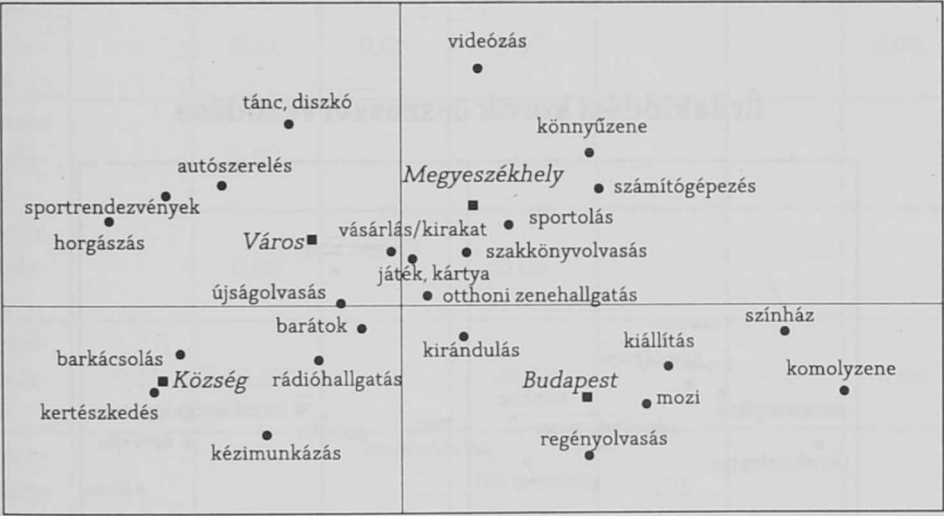 videózás
tánc, diszkó
könnyűzene
autószerelés
Megyeszékhely
számítógépezés
sportrendezvények
sportolás
horgászás
Város
vásárlás/kirakat
szakkönyvolvasás
játék, kártya
újságolvasás
otthoni zenehallgatás
színház
barátok
kiállítás
kirándulás
barkácsolás
komolyzene
Község
rádióhallgatás
Budapest
mozi
kertészkedés
regényolvasás
kézimunkázás